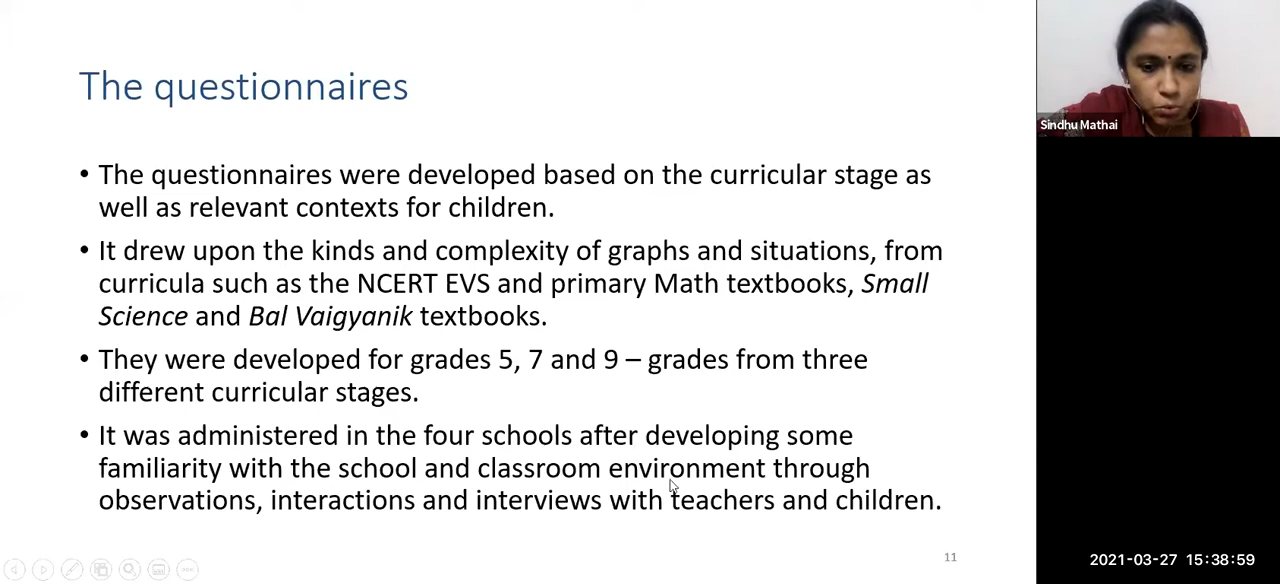 The questionnaires
• The questionnaires were developed based on the curricular stage as
well as relevant contexts for children.
• It drew upon the kinds and complexity of graphs and situations, from
curricula such as the NCERT EVS and primary Math textbooks, Small
Science and Bal Vaigyanik textbooks.
• They were developed for grades 5, 7 and 9 – grades from three
different curricular stages.
• It was administered in the four schools after developing some
familiarity with the school and classroom environment through
observations, interactions and interviews with teachers and children.
11
Sindhu Mathai
2021-03-27 15:38:59